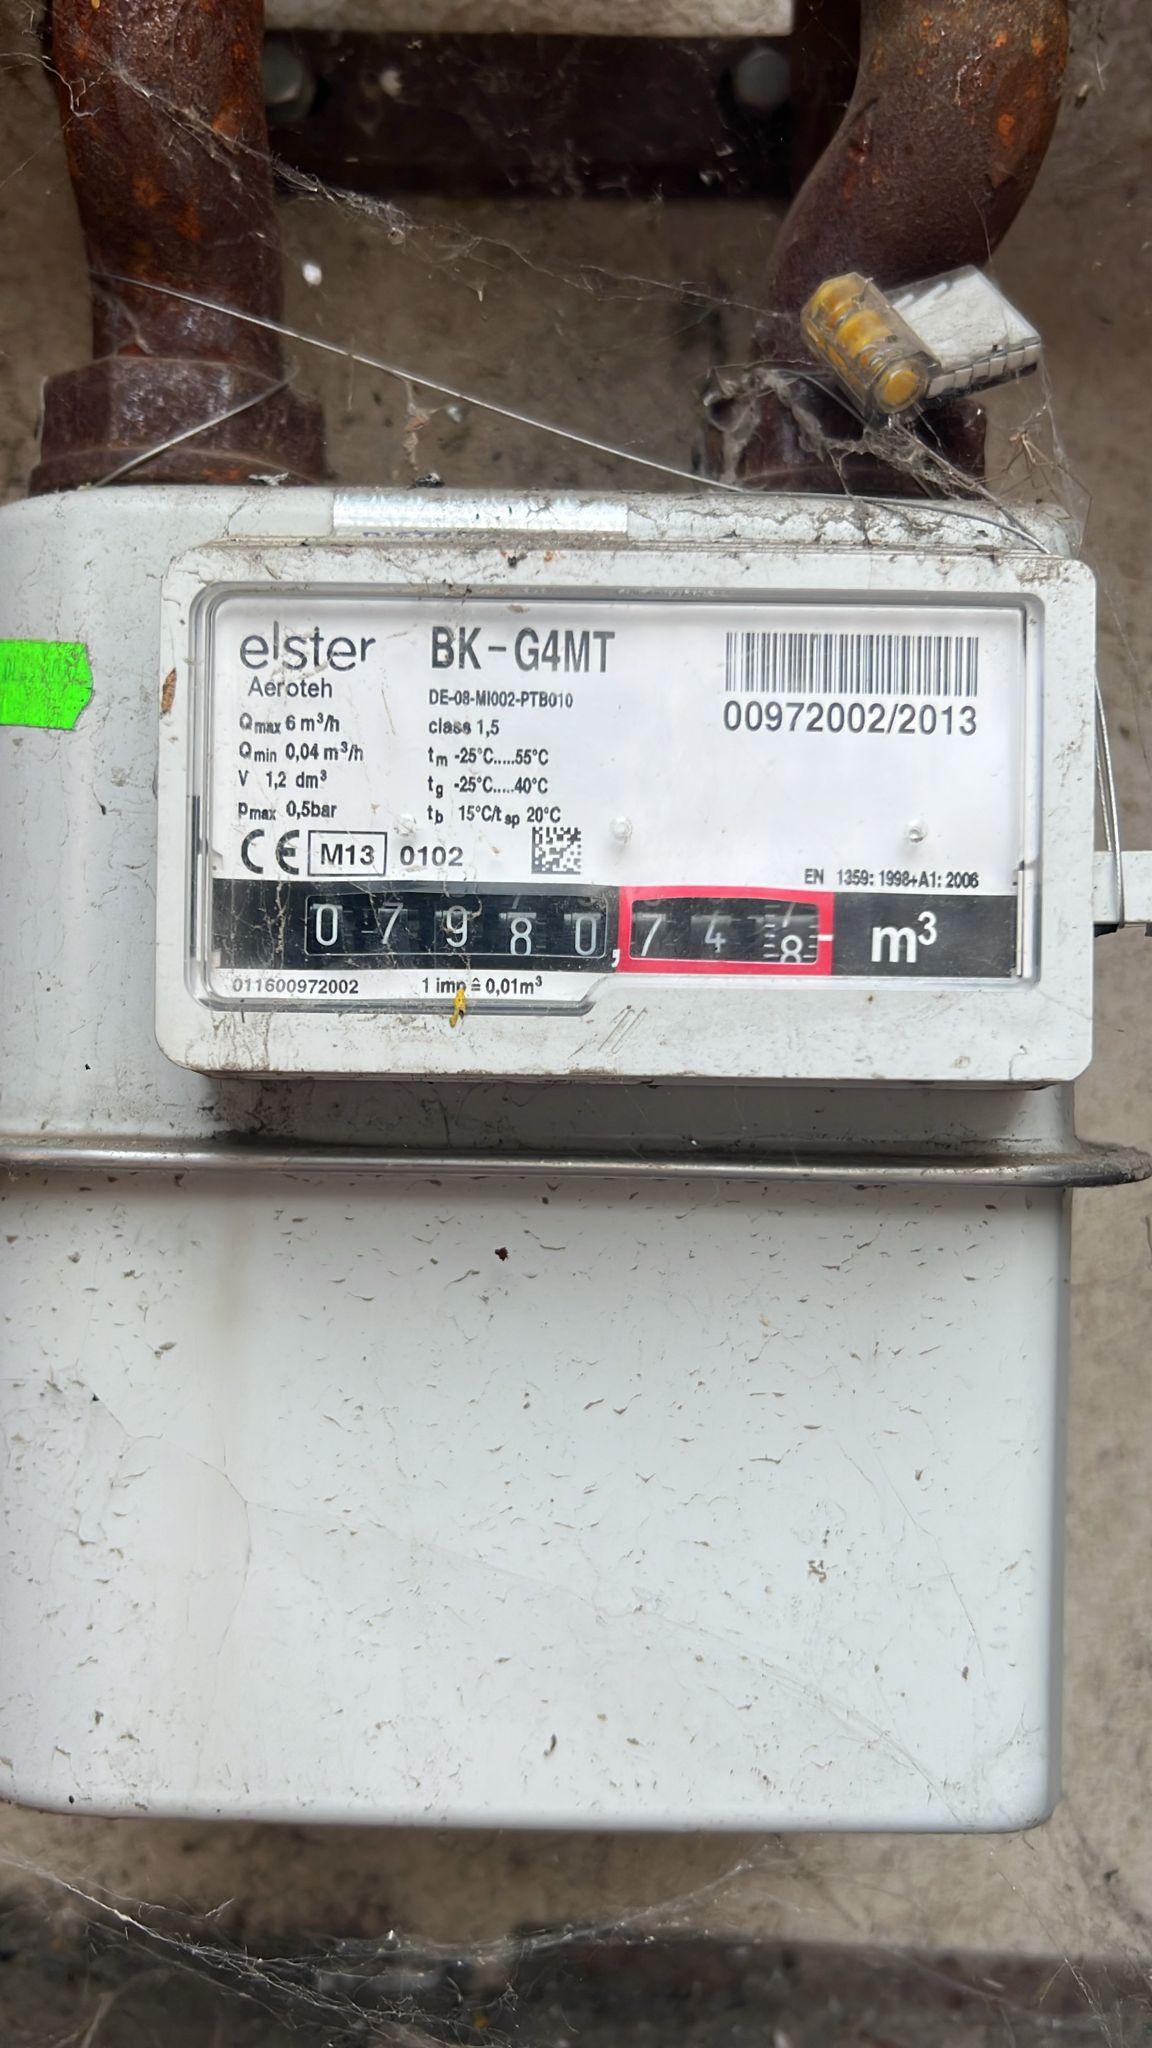 elster BK-G4MT
Aeroteh DE-08-MI002-PTB010
00972002/2013
Qmax 6 m³/h class 1,5
Qmin 0,04 m³/h tm -25°C.....55°C
V 1,2 dm³ tg -25°C.....40°C
pmax 0,5bar tb 15°C/tsp 20°C
CE M13 0102
EN 1359: 1998+A1: 2006
07980,748 m³
011600972002 1 imp ≙ 0,01m³